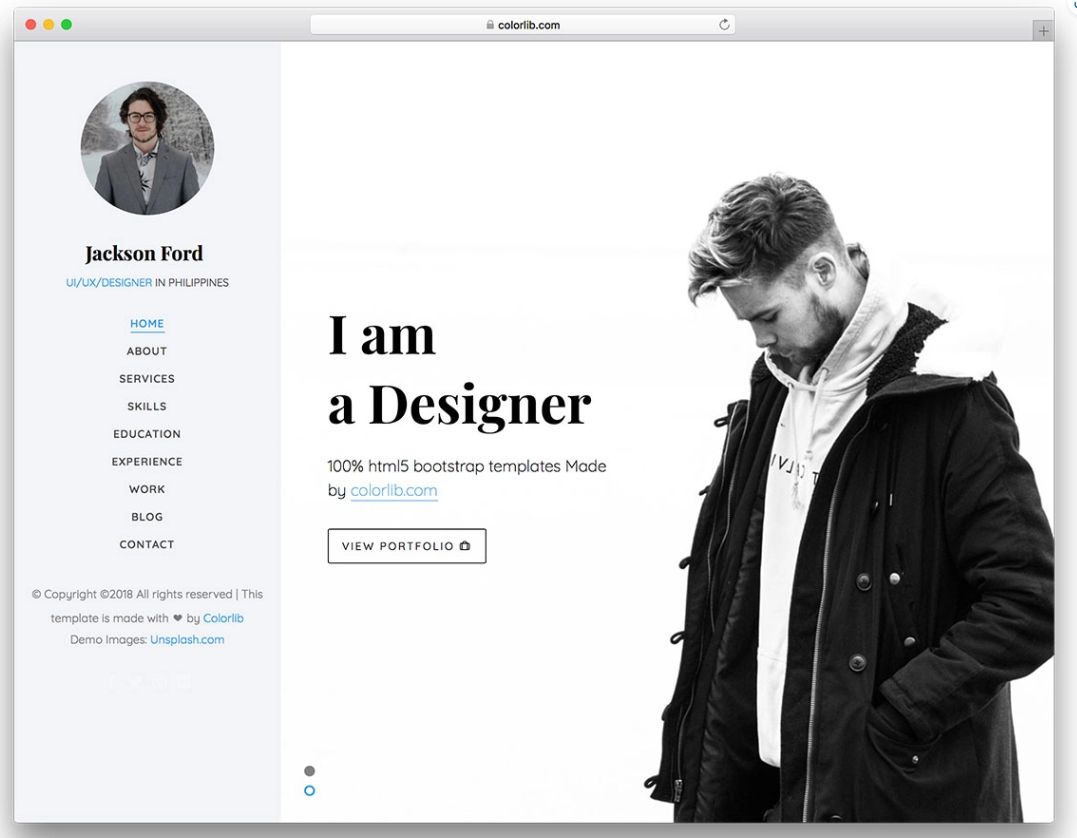 colorlib.com
Jackson Ford
UI/UX/DESIGNER IN PHILIPPINES
HOME
ABOUT
SERVICES
SKILLS
EDUCATION
EXPERIENCE
WORK
BLOG
CONTACT
© Copyright ©2018 All rights reserved | This
template is made with ❤ by Colorlib
Demo Images: Unsplash.com
I am
a Designer
100% html5 bootstrap templates Made
by colorlib.com
VIEW PORTFOLIO